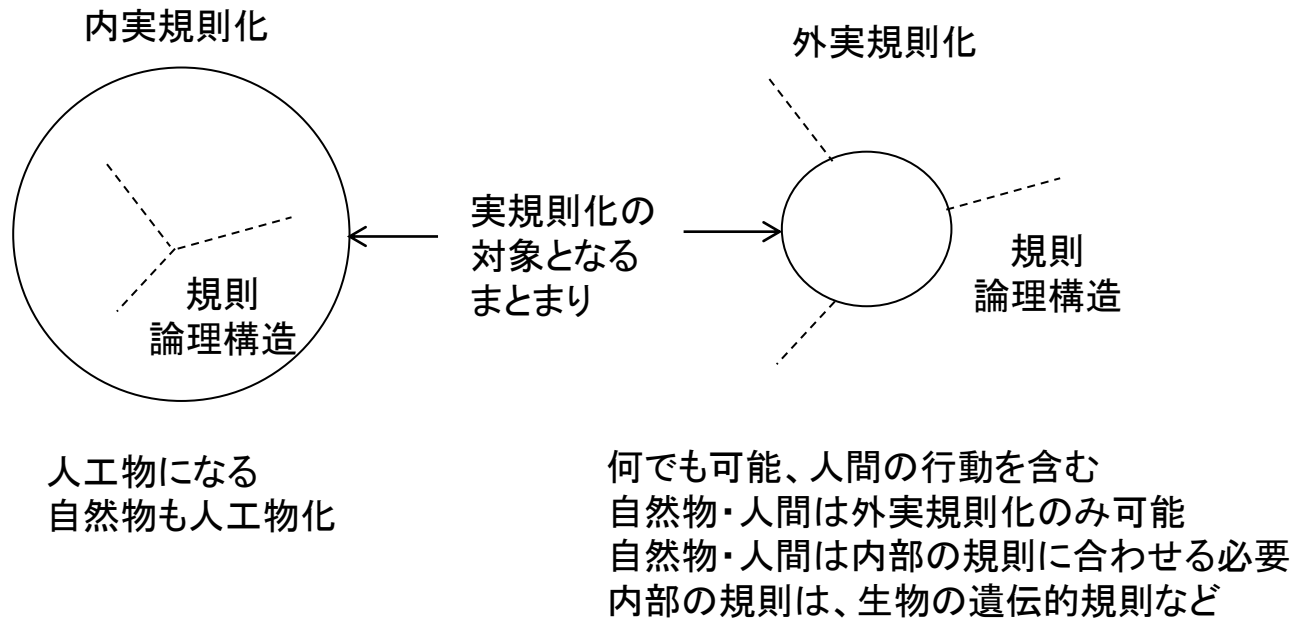 内実規則化
外実規則化
規則
論理構造
実規則化の
対象となる
まとまり
規則
論理構造
人工物になる
自然物も人工物化
何でも可能、人間の行動を含む
自然物・人間は外実規則化のみ可能
自然物・人間は内部の規則に合わせる必要
内部の規則は、生物の遺伝的規則など